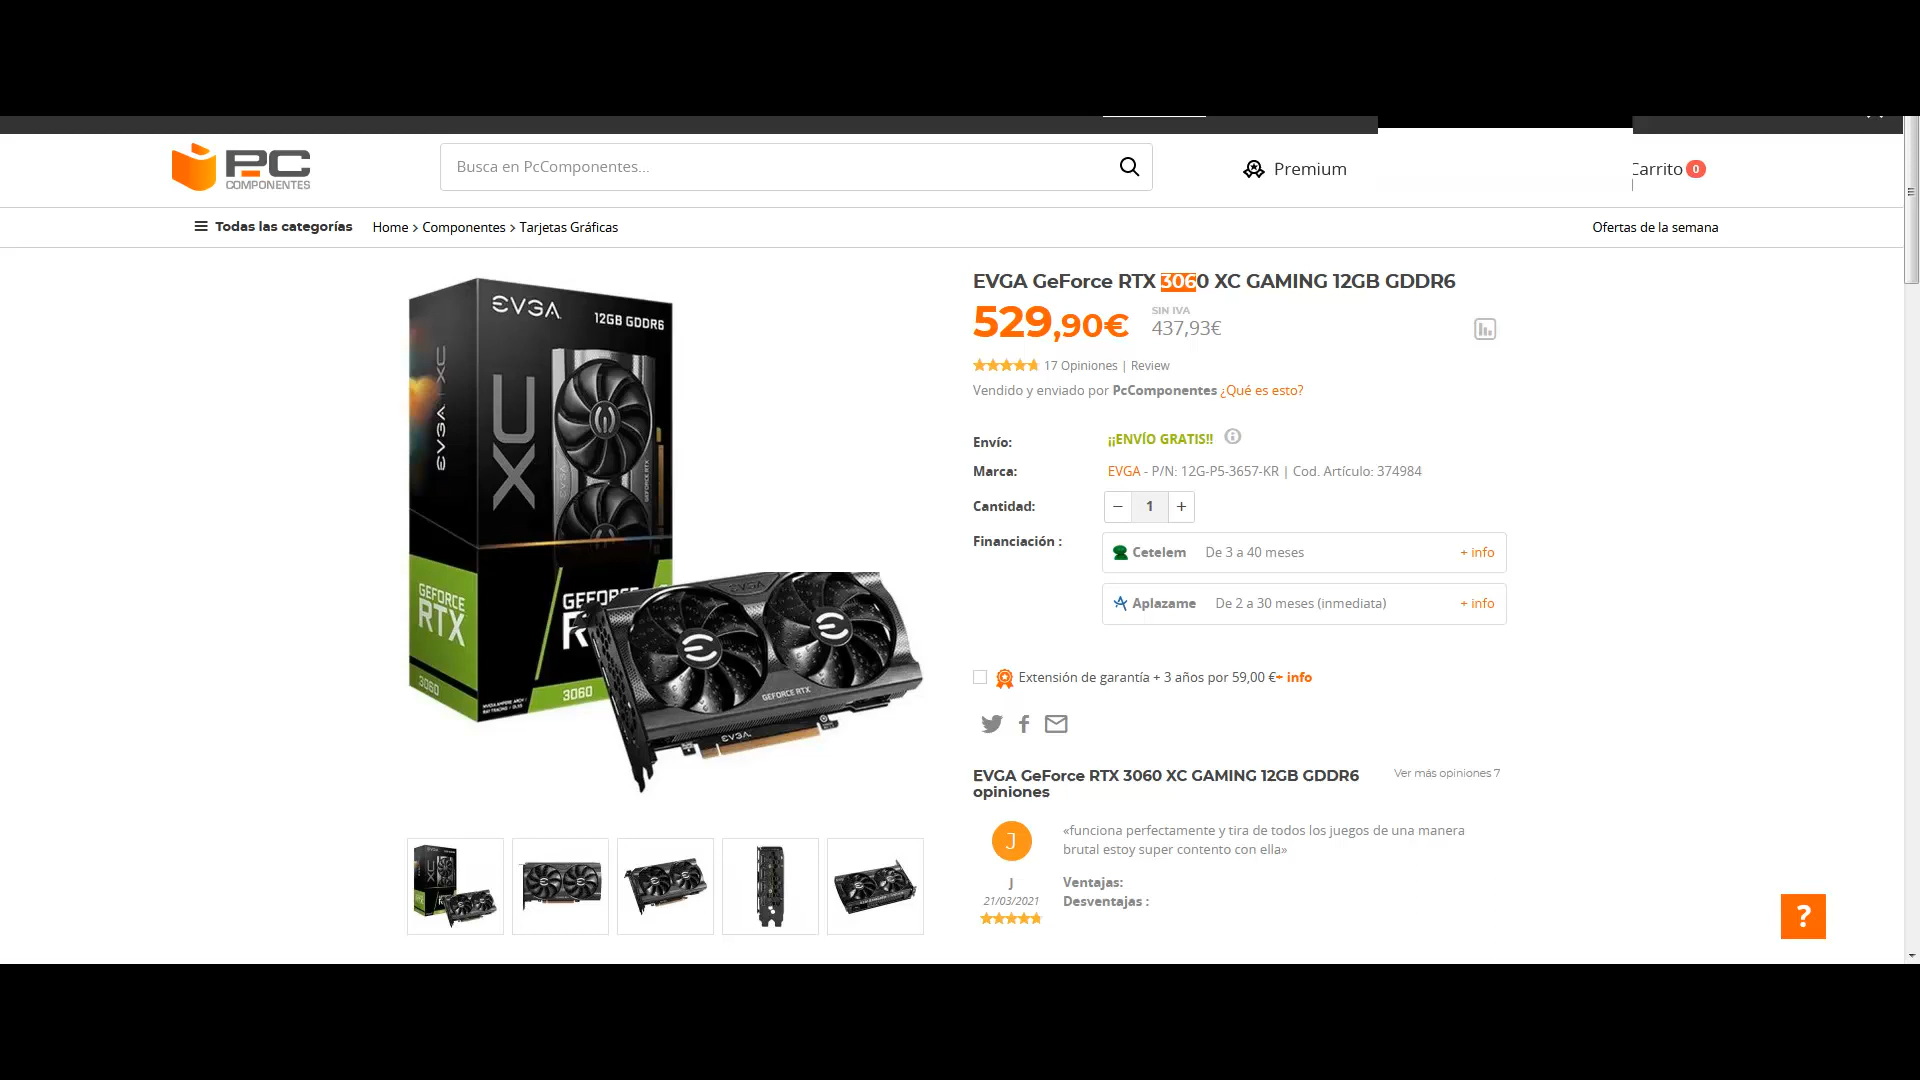 PC
COMPONENTES
Busca en PcComponentes...
Premium
Carrito 0
Todas las categorías
Home > Componentes > Tarjetas Gráficas
Ofertas de la semana
EVGA
12GB GDDR6
XC
EVGA XC
GEFORCE
RTX
3060
GEFORCE
3060
GEFORCE RTX
EVGA
EVGA GeForce RTX 3060 XC GAMING 12GB GDDR6
529,90€
SIN IVA
437,93€
17 Opiniones | Review
Vendido y enviado por PcComponentes ¿Qué es esto?
Envío: ¡¡ENVÍO GRATIS!!
Marca: EVGA - P/N: 12G-P5-3657-KR | Cod. Artículo: 374984
Cantidad: − 1 +
Financiación :
Cetelem De 3 a 40 meses + info
Aplazame De 2 a 30 meses (inmediata) + info
Extensión de garantía + 3 años por 59,00 €+ info
EVGA GeForce RTX 3060 XC GAMING 12GB GDDR6
opiniones
Ver más opiniones 7
J
«funciona perfectamente y tira de todos los juegos de una manera
brutal estoy super contento con ella»
J
21/03/2021
Ventajas:
Desventajas :
?